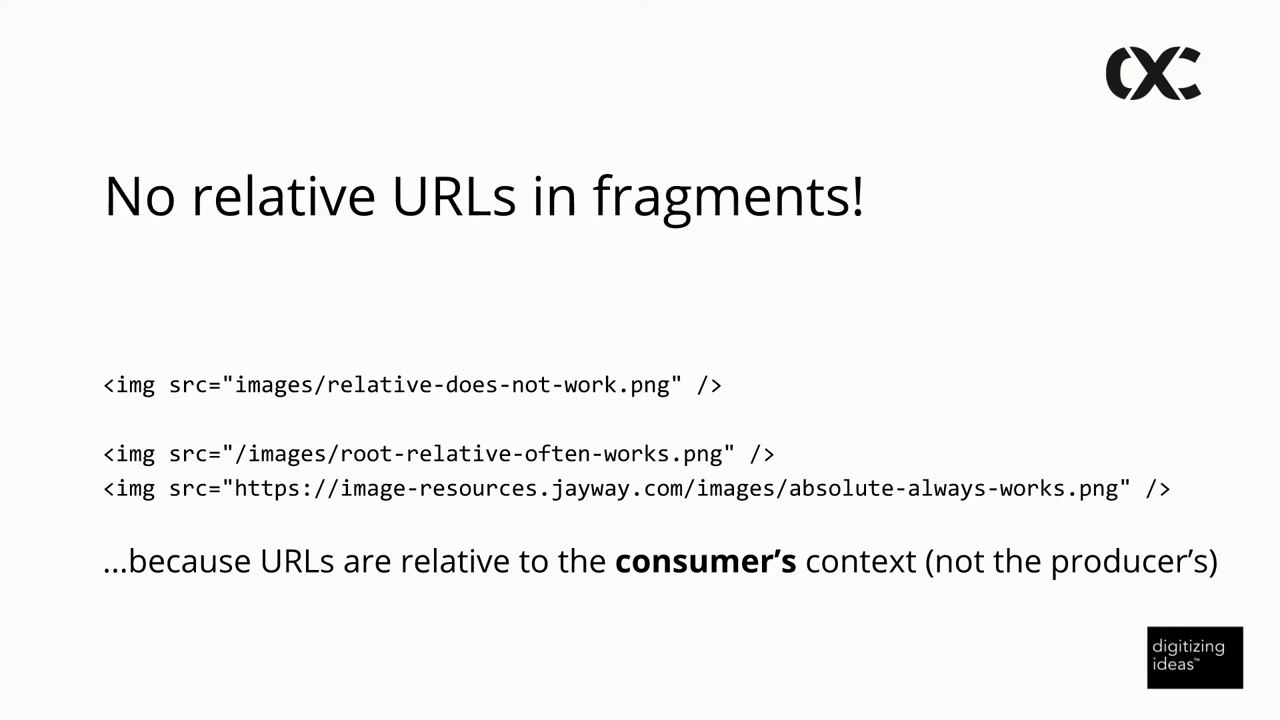 No relative URLs in fragments!
<img src="images/relative-does-not-work.png" />
<img src="/images/root-relative-often-works.png" />
<img src="https://image-resources.jayway.com/images/absolute-always-works.png" />
...because URLs are relative to the consumer’s context (not the producer’s)
digitizing
ideas™